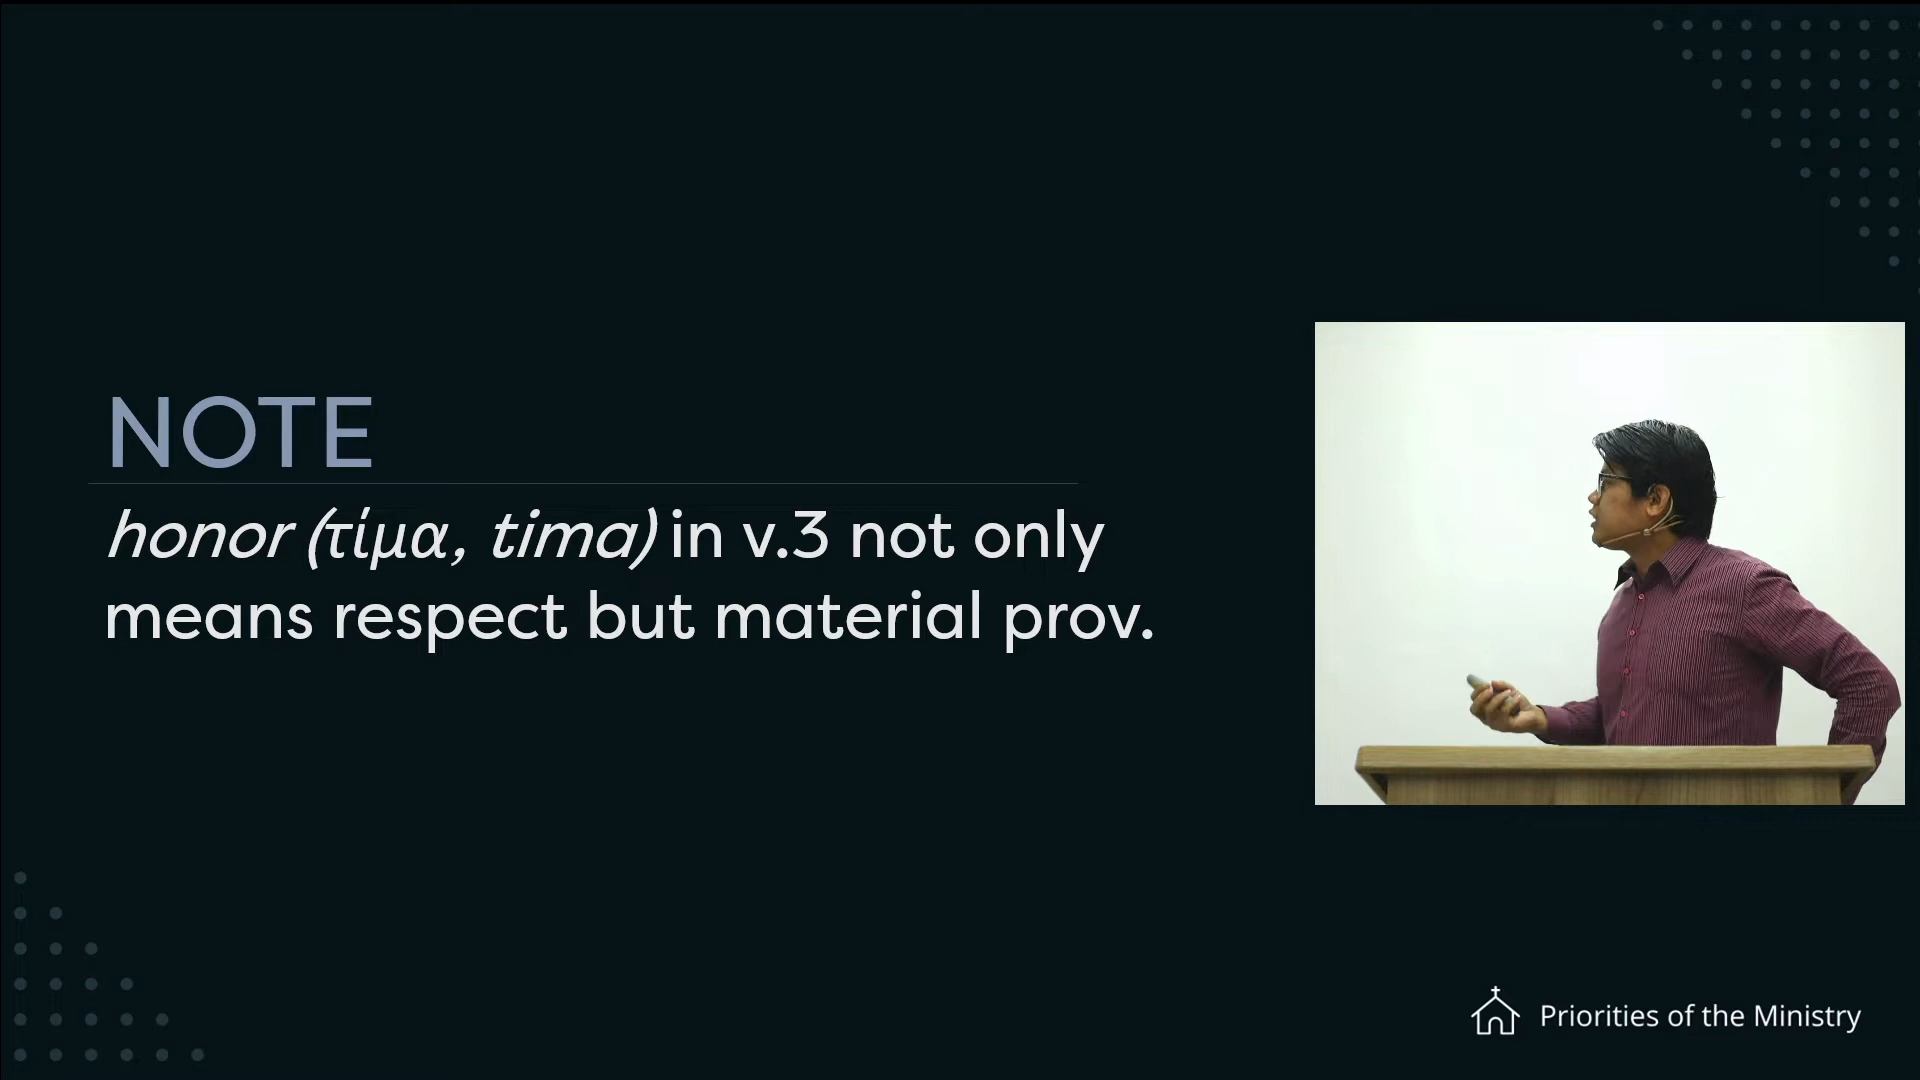 NOTE
honor (τίμα, tima) in v.3 not only
means respect but material prov.
Priorities of the Ministry